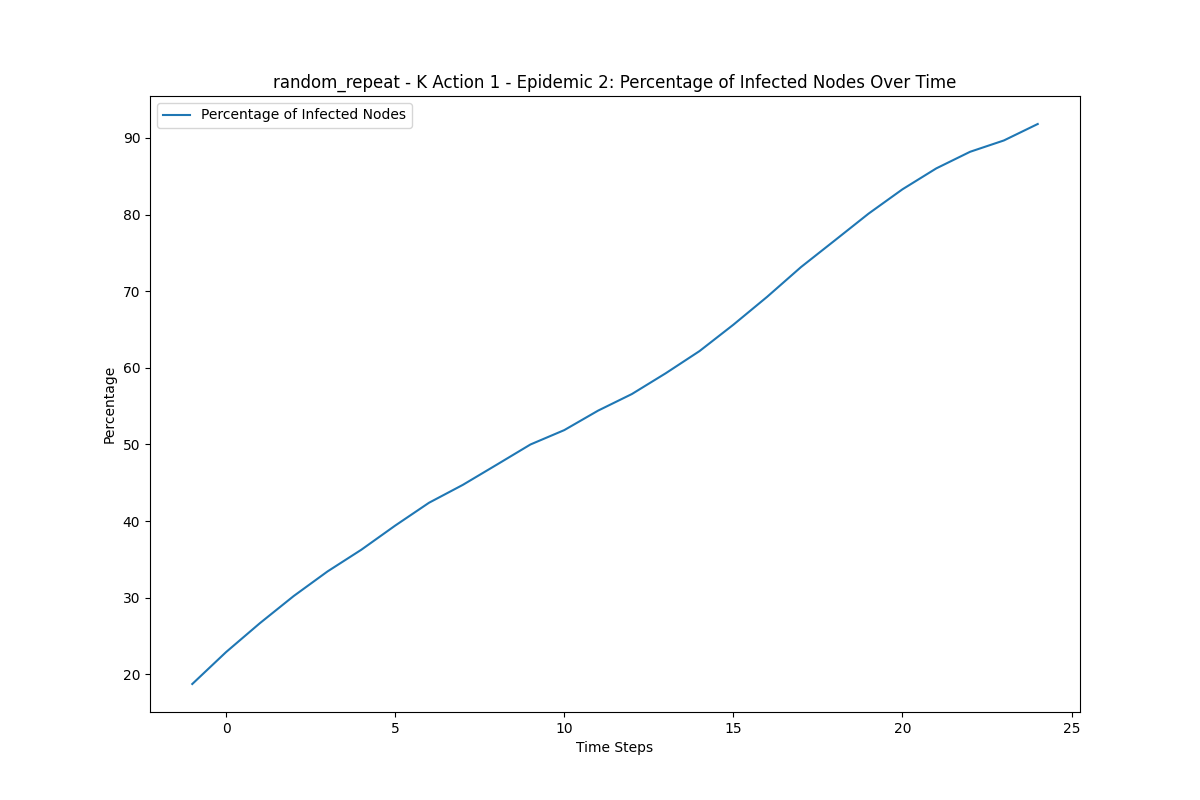 random_repeat - K Action 1 - Epidemic 2: Percentage of Infected Nodes Over Time
Percentage of Infected Nodes
90
80
70
60
50
40
30
20
Percentage
0 5 10 15 20 25
Time Steps